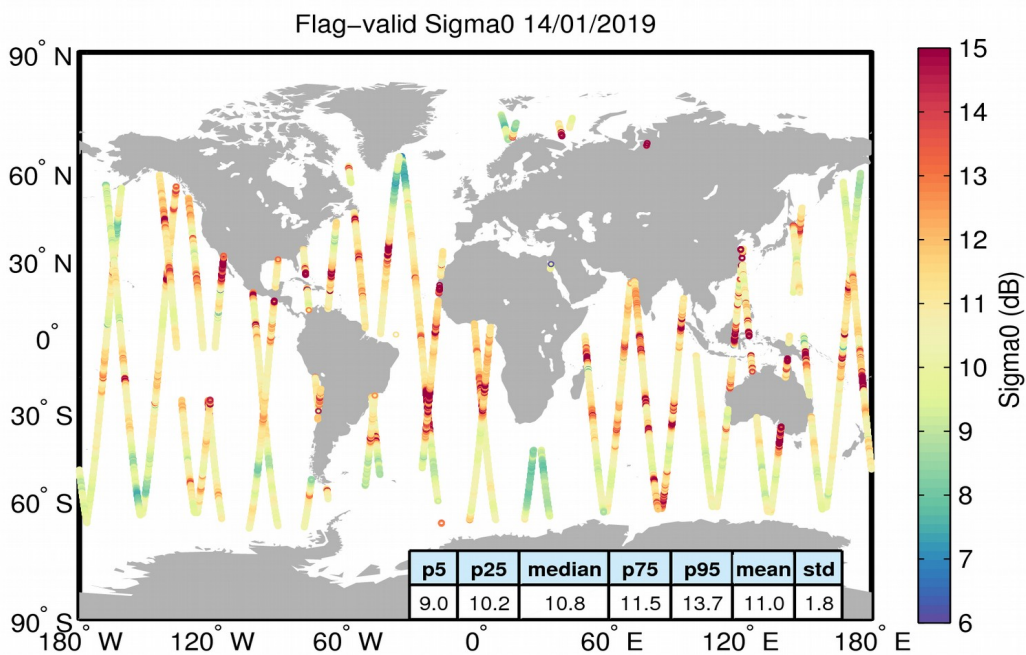 Flag−valid Sigma0 14/01/2019
90° N
60° N
30° N
0°
30° S
60° S
90° S
180° W
120° W
60° W
0°
60° E
120° E
180° E
p5 p25 median p75 p95 mean std
9.0 10.2 10.8 11.5 13.7 11.0 1.8
15
14
13
12
11
10
9
8
7
6
Sigma0 (dB)